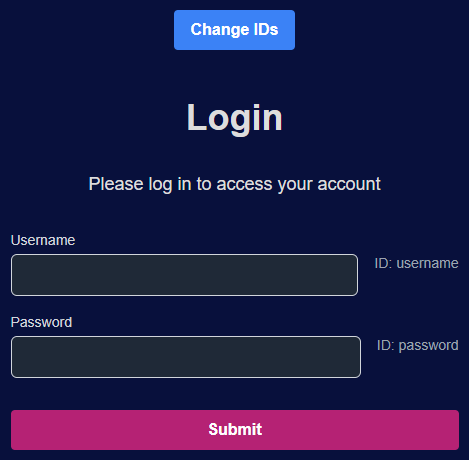 Change IDs
Login
Please log in to access your account
Username
ID: username
Password
ID: password
Submit